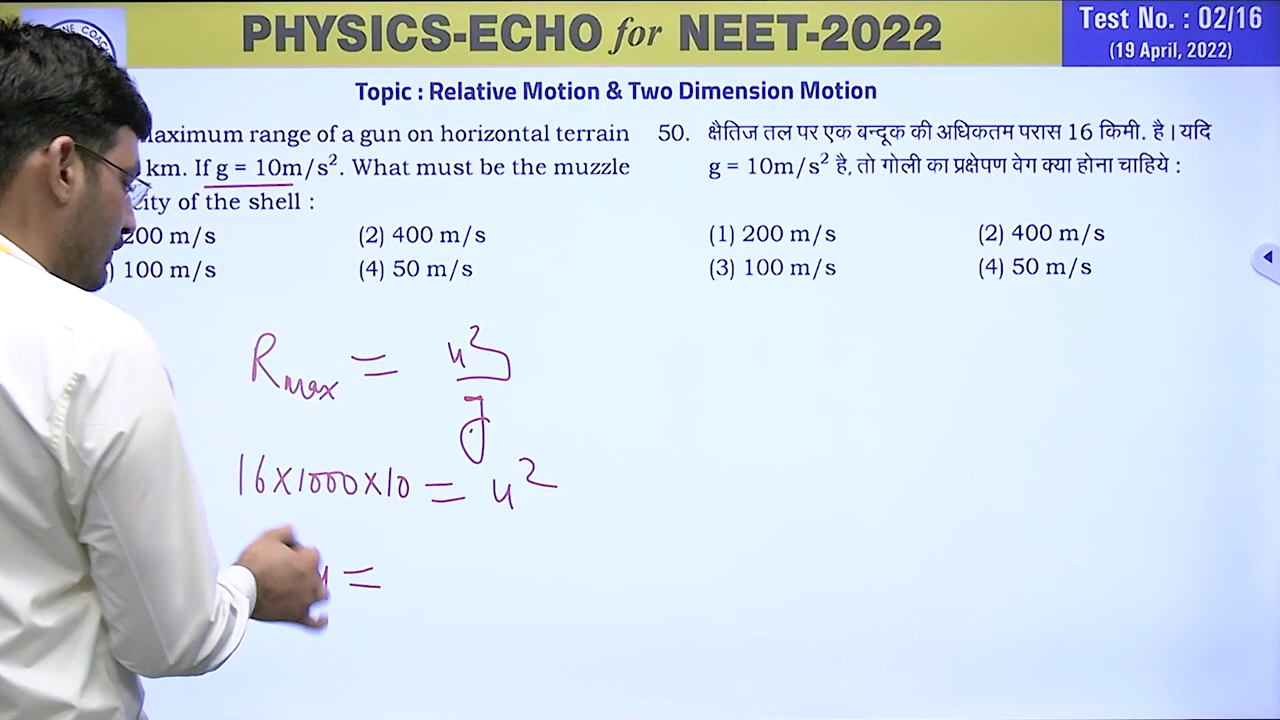 PHYSICS-ECHO for NEET-2022
Test No. : 02/16
(19 April, 2022)
Topic : Relative Motion & Two Dimension Motion
range of a gun on horizontal terrain
km. If g = 10m/s². What must be the muzzle
of the shell :
200 m/s (2) 400 m/s
100 m/s (4) 50 m/s
50. क्षैतिज तल पर एक बन्दूक की अधिकतम परास 16 किमी. है। यदि
g = 10m/s² है, तो गोली का प्रक्षेपण वेग क्या होना चाहिये :
(1) 200 m/s (2) 400 m/s
(3) 100 m/s (4) 50 m/s
Rmax = u²/g
16×1000×10 = u²
=